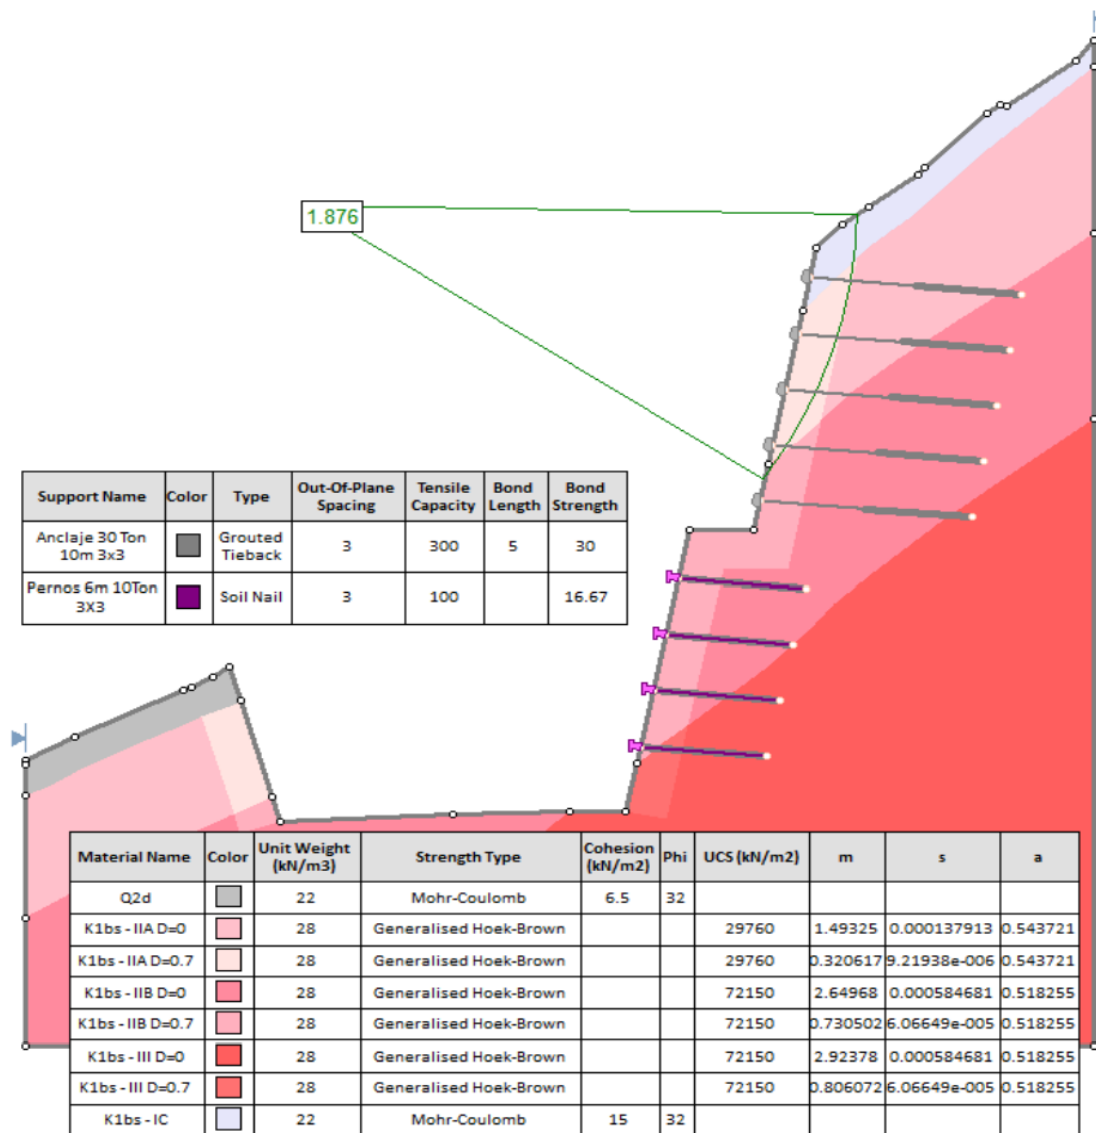 1.876
Support Name Color Type Out-Of-Plane Spacing Tensile Capacity Bond Length Bond Strength
Anclaje 30 Ton 10m 3x3 Grouted Tieback 3 300 5 30
Pernos 6m 10Ton 3X3 Soil Nail 3 100 16.67
Material Name Color Unit Weight (kN/m3) Strength Type Cohesion (kN/m2) Phi UCS (kN/m2) m s a
Q2d 22 Mohr-Coulomb 6.5 32
K1bs - IIA D=0 28 Generalised Hoek-Brown 29760 1.49325 0.000137913 0.543721
K1bs - IIA D=0.7 28 Generalised Hoek-Brown 29760 0.320617 9.21938e-006 0.543721
K1bs - IIB D=0 28 Generalised Hoek-Brown 72150 2.64968 0.000584681 0.518255
K1bs - IIB D=0.7 28 Generalised Hoek-Brown 72150 0.730502 6.06649e-005 0.518255
K1bs - III D=0 28 Generalised Hoek-Brown 72150 2.92378 0.000584681 0.518255
K1bs - III D=0.7 28 Generalised Hoek-Brown 72150 0.806072 6.06649e-005 0.518255
K1bs - IC 22 Mohr-Coulomb 15 32